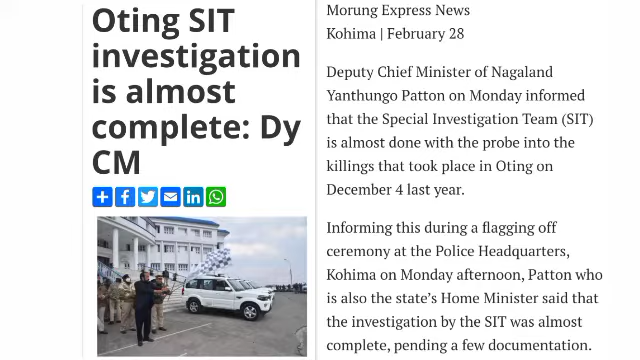 Oting SIT
investigation
is almost
complete: Dy
CM
Morung Express News
Kohima | February 28
Deputy Chief Minister of Nagaland
Yanthungo Patton on Monday informed
that the Special Investigation Team (SIT)
is almost done with the probe into the
killings that took place in Oting on
December 4 last year.
Informing this during a flagging off
ceremony at the Police Headquarters,
Kohima on Monday afternoon, Patton who
is also the state’s Home Minister said that
the investigation by the SIT was almost
complete, pending a few documentation.